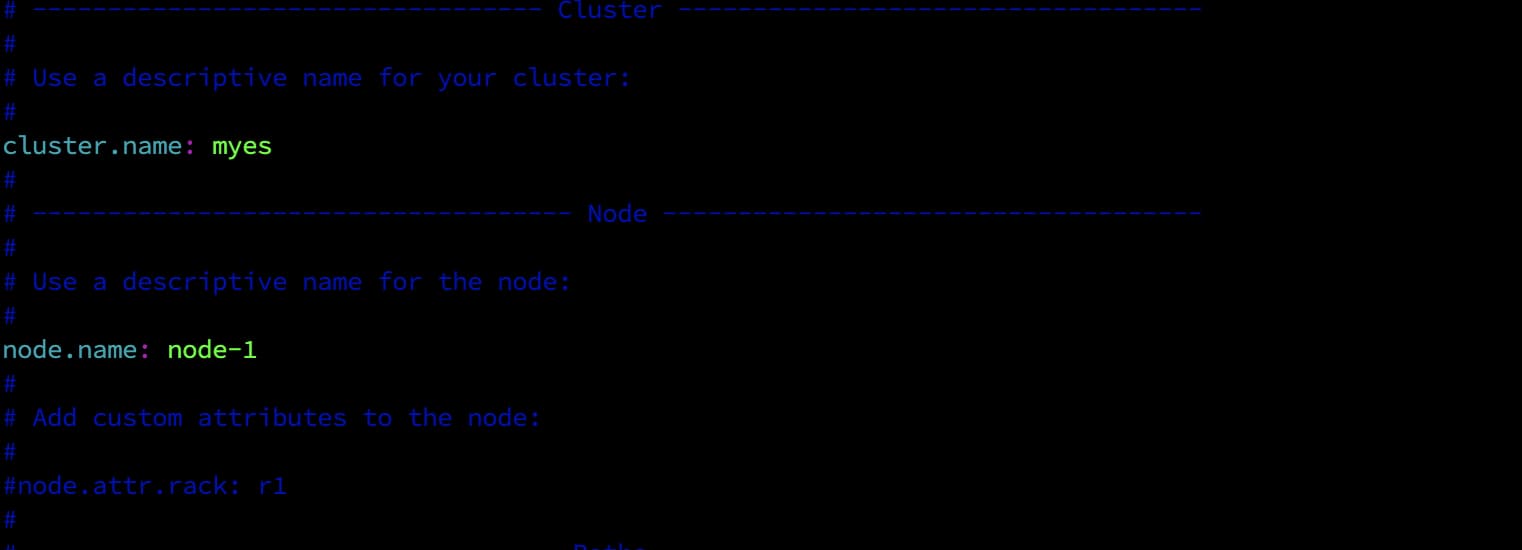 # ---------------------------------- Cluster -----------------------------------
#
# Use a descriptive name for your cluster:
#
cluster.name: myes
#
# ------------------------------------ Node ------------------------------------
#
# Use a descriptive name for the node:
#
node.name: node-1
#
# Add custom attributes to the node:
#
#node.attr.rack: r1
#